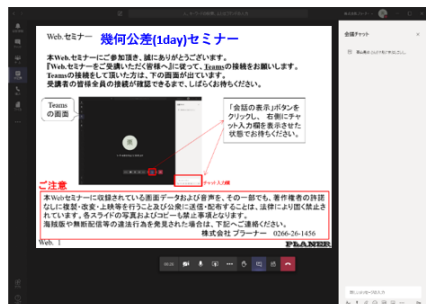 会議チャット
Web.セミナー 幾何公差(1day)セミナー
本Webセミナーにご参加頂き、誠にありがとうございます。
『Webセミナーをご受講いただく皆様へ』に従って、Teamsの接続をお願いします。
Teamsの接続をして頂いた方は、下の画面が出ています。
受講者の皆様全員の接続が確認できるまで、しばらくお待ちください。
Teams
の画面
「会話の表示」ボタンを
クリックし、右側にチャ
ット入力欄を表示させた
状態でお待ちください。
チャット入力欄
ご注意
本Webセミナーに収録されている画面データおよび音声を、その一部でも、著作権者の許諾
なしに複製・改変・上映等を行うこと及び公衆に送信・配布することは、法律により固く禁止さ
れています。各スライドの写真およびコピーも禁止事項となります。
海賊版や無断配信等の違法行為を発見された場合は、下記へご連絡ください。
株式会社 プラーナー 0266-26-1456
Web. 1
PLANER